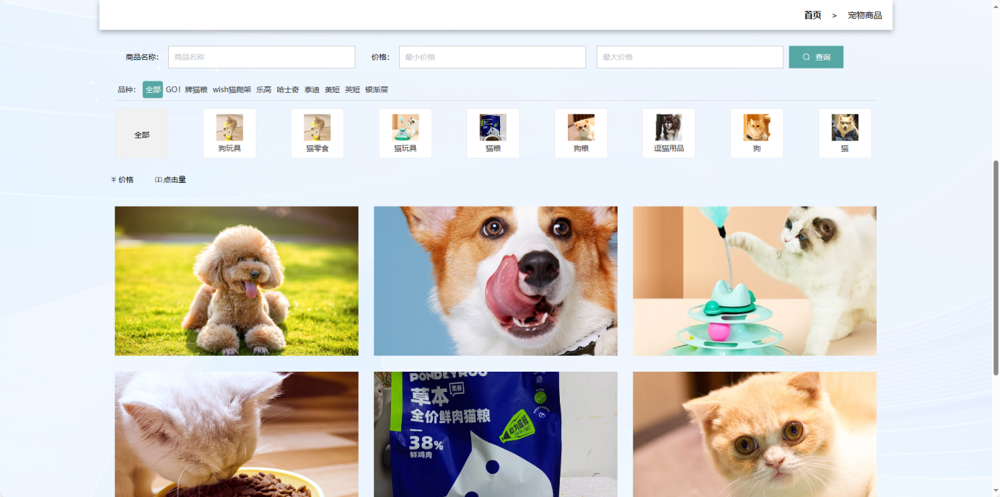 首页 > 宠物商品
商品名称： 商品名称 价格： 最小价格 最大价格 查询
品种： 全部 GO！牌猫粮 wish猫爬架 乐高 哈士奇 泰迪 美短 英短 银渐层
全部 狗玩具 猫零食 猫玩具 猫粮 狗粮 逗猫用品 狗 猫
¥ 价格 点击量
草本 无谷
全价鲜肉猫粮
38%
鲜鸡肉